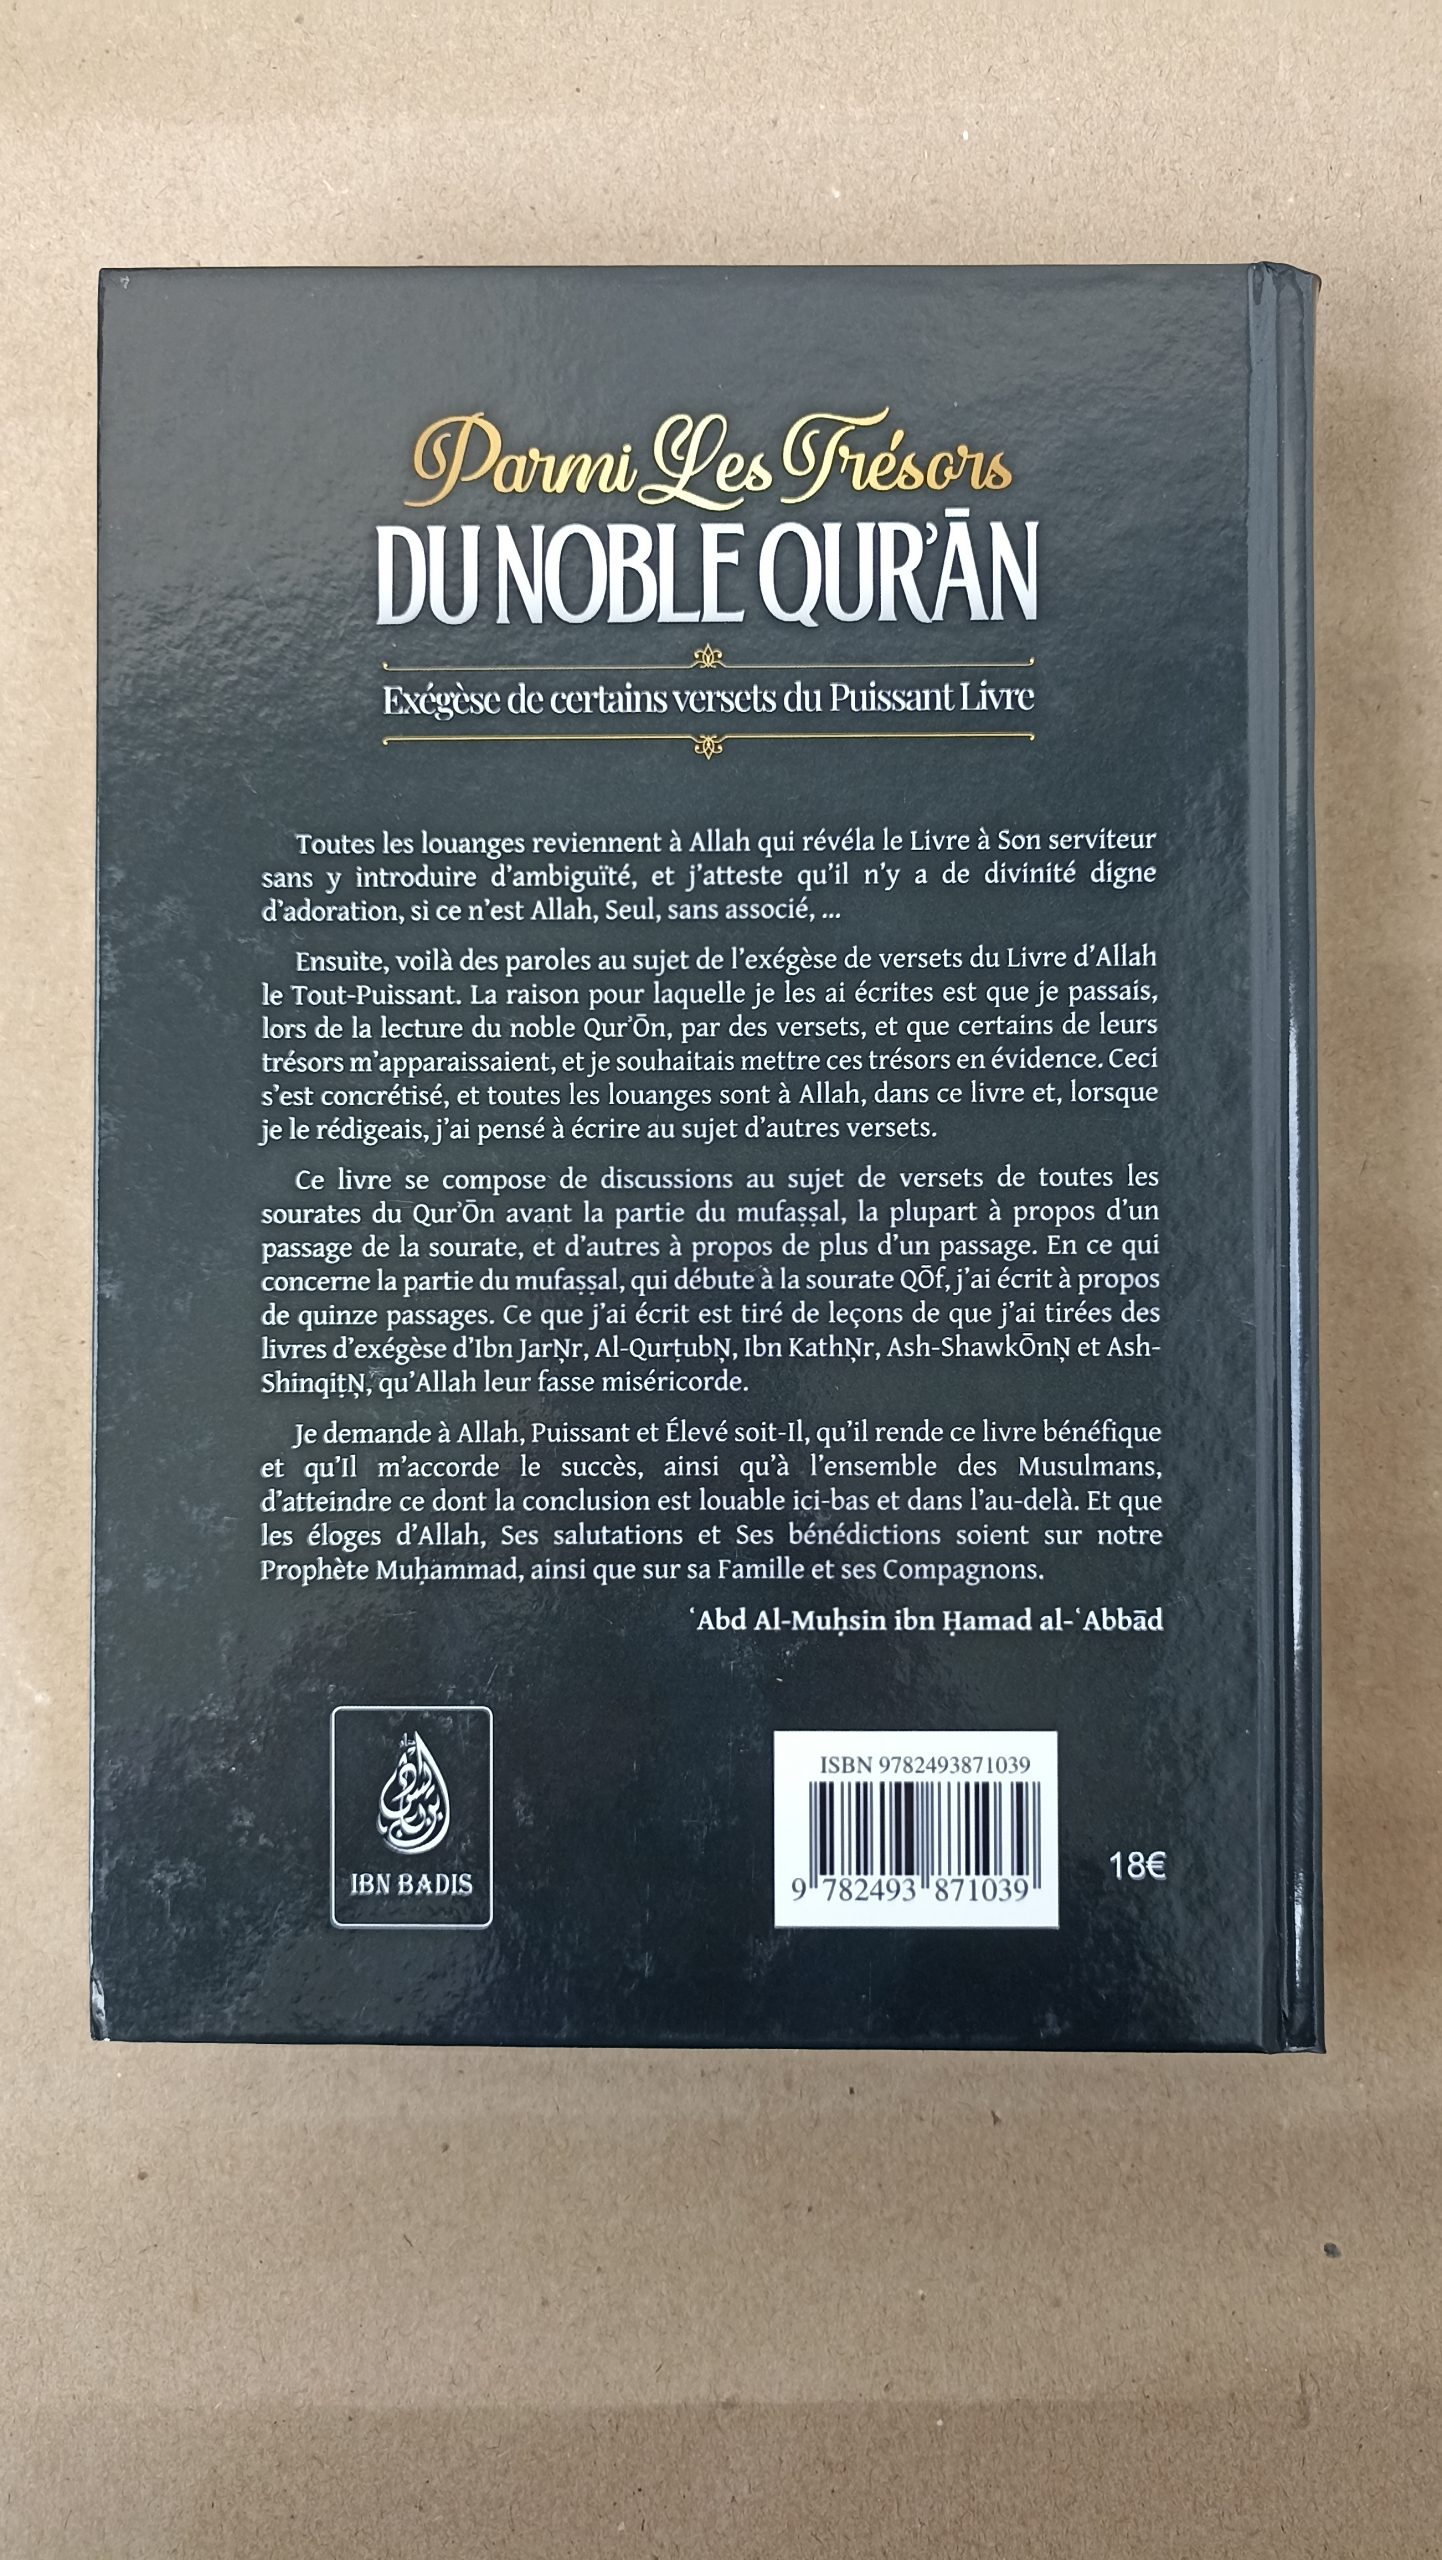 Parmi Les Trésors
DU NOBLE QUR’ĀN
Exégèse de certains versets du Puissant Livre
Toutes les louanges reviennent à Allah qui révéla le Livre à Son serviteur
sans y introduire d’ambiguïté, et j’atteste qu’il n’y a de divinité digne
d’adoration, si ce n’est Allah, Seul, sans associé, ...
Ensuite, voilà des paroles au sujet de l’exégèse de versets du Livre d’Allah
le Tout-Puissant. La raison pour laquelle je les ai écrites est que je passais,
lors de la lecture du noble QurʾŌn, par des versets, et que certains de leurs
trésors m’apparaissaient, et je souhaitais mettre ces trésors en évidence. Ceci
s’est concrétisé, et toutes les louanges sont à Allah, dans ce livre et, lorsque
je le rédigeais, j’ai pensé à écrire au sujet d’autres versets.
Ce livre se compose de discussions au sujet de versets de toutes les
sourates du QurʾŌn avant la partie du mufaṣṣal, la plupart à propos d’un
passage de la sourate, et d’autres à propos de plus d’un passage. En ce qui
concerne la partie du mufaṣṣal, qui débute à la sourate QŌf, j’ai écrit à propos
de quinze passages. Ce que j’ai écrit est tiré de leçons de que j’ai tirées des
livres d’exégèse d’Ibn JarŅr, Al-QurṭubŅ, Ibn KathŅr, Ash-ShawkŌnŅ et Ash-
ShinqiṭŅ, qu’Allah leur fasse miséricorde.
Je demande à Allah, Puissant et Élevé soit-Il, qu’il rende ce livre bénéfique
et qu’Il m’accorde le succès, ainsi qu’à l’ensemble des Musulmans,
d’atteindre ce dont la conclusion est louable ici-bas et dans l’au-delà. Et que
les éloges d’Allah, Ses salutations et Ses bénédictions soient sur notre
Prophète Muḥammad, ainsi que sur sa Famille et ses Compagnons.
ʿAbd Al-Muḥsin ibn Ḥamad al-ʿAbbād
IBN BADIS
ISBN 9782493871039
9 782493 871039
18€